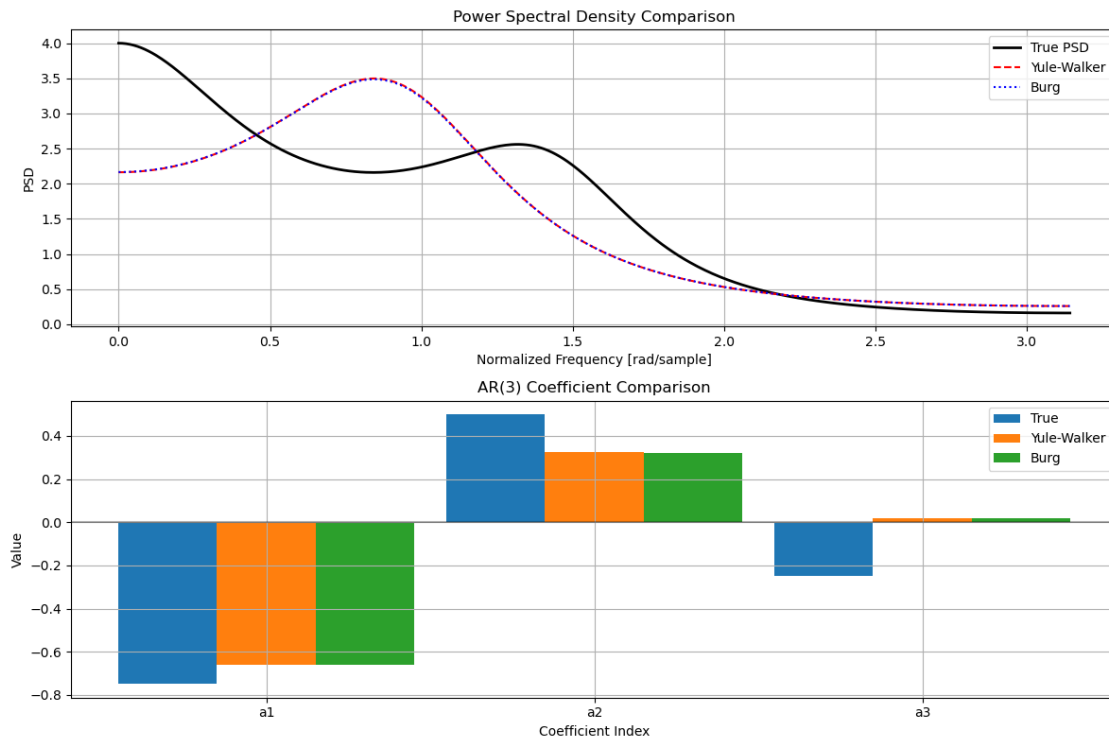 Power Spectral Density Comparison
PSD
4.0
3.5
3.0
2.5
2.0
1.5
1.0
0.5
0.0
True PSD
Yule-Walker
Burg
0.0 0.5 1.0 1.5 2.0 2.5 3.0
Normalized Frequency [rad/sample]
AR(3) Coefficient Comparison
Value
0.4
0.2
0.0
−0.2
−0.4
−0.6
−0.8
True
Yule-Walker
Burg
a1 a2 a3
Coefficient Index